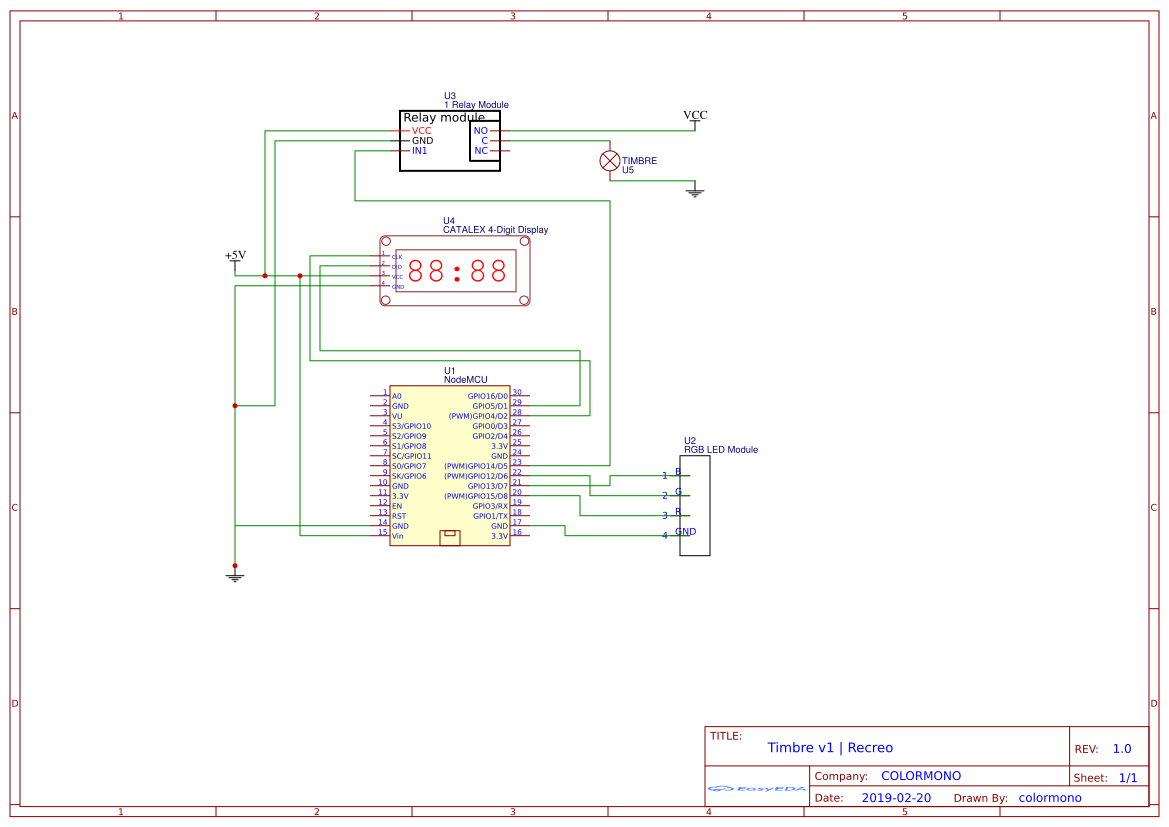 1 2 3 4 5
A A
U3
1 Relay Module
Relay module
VCC
GND
IN1
NO
C
NC
VCC
TIMBRE
U5
U4
CATALEX 4-Digit Display
+5V
1 CLK
2 DIO
3 VCC
4 GND
88:88
B B
U1
NodeMCU
1 A0 GPIO16/D0 30
2 GND GPIO5/D1 29
3 VU (PWM)GPIO4/D2 28
4 S3/GPIO10 GPIO0/D3 27
5 S2/GPIO9 GPIO2/D4 26
6 S1/GPIO8 3.3V 25
7 SC/GPIO11 GND 24
8 S0/GPIO7 (PWM)GPIO14/D5 23
9 SK/GPIO6 (PWM)GPIO12/D6 22
10 GND GPIO13/D7 21
11 3.3V (PWM)GPIO15/D8 20
12 EN GPIO3/RX 19
13 RST GPIO1/TX 18
14 GND GND 17
15 Vin 3.3V 16
U2
RGB LED Module
1 B
2 G
3 R
4 GND
C C
D D
TITLE:
Timbre v1 | Recreo
REV: 1.0
EasyEDA
Company: COLORMONO
Sheet: 1/1
Date: 2019-02-20 Drawn By: colormono
1 2 3 4 5